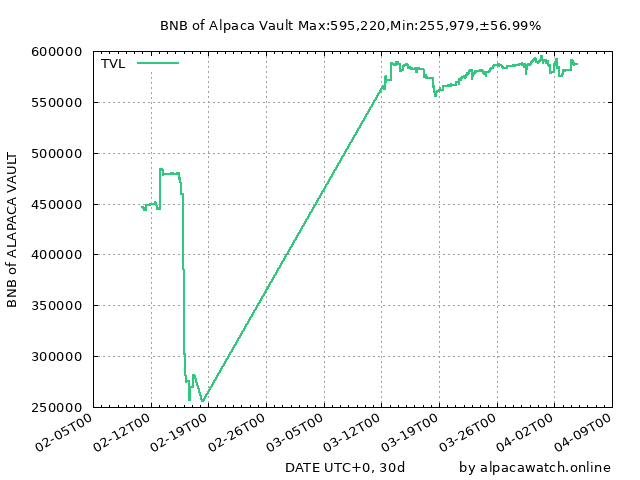 BNB of Alpaca Vault Max:595,220,Min:255,979,±56.99%
TVL
600000
550000
500000
450000
400000
350000
300000
250000
BNB of ALAPACA VAULT
02-05T00
02-12T00
02-19T00
02-26T00
03-05T00
03-12T00
03-19T00
03-26T00
04-02T00
04-09T00
DATE UTC+0, 30d
by alpacawatch.online